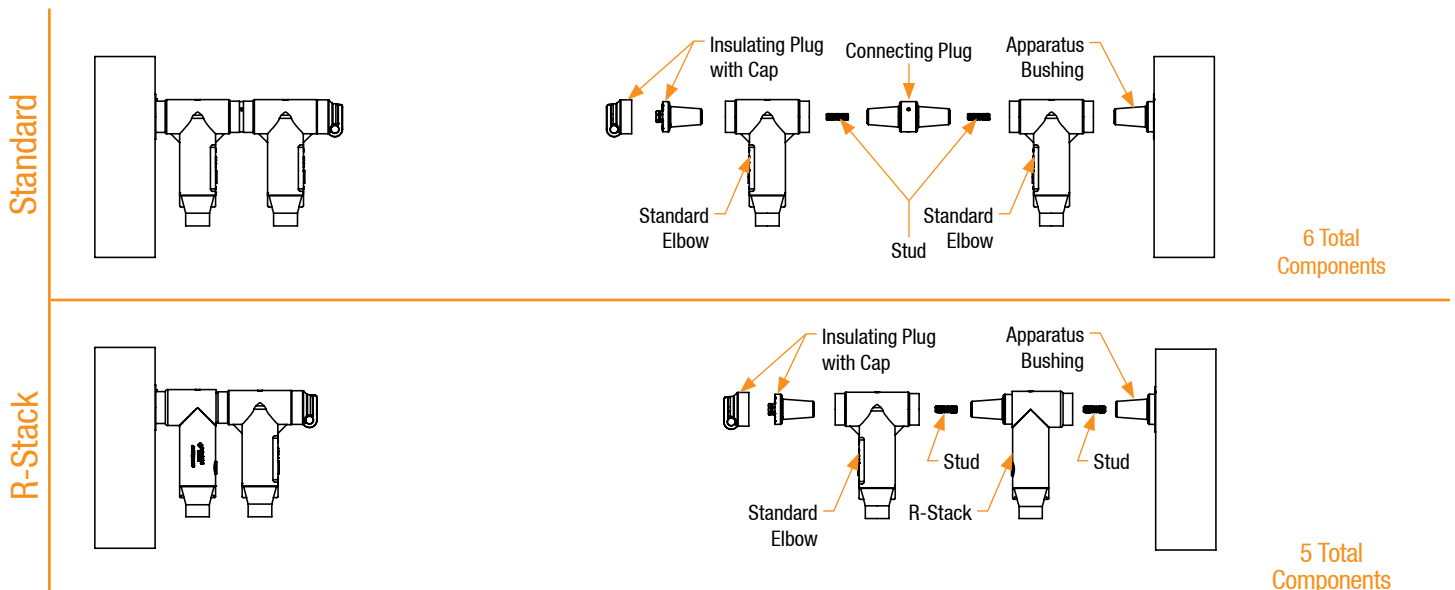 Standard
Insulating Plug
with Cap
Connecting Plug
Apparatus
Bushing
Standard
Elbow
Stud
Standard
Elbow
6 Total
Components
R-Stack
Insulating Plug
with Cap
Apparatus
Bushing
Stud
Stud
Standard
Elbow
R-Stack
5 Total
Components